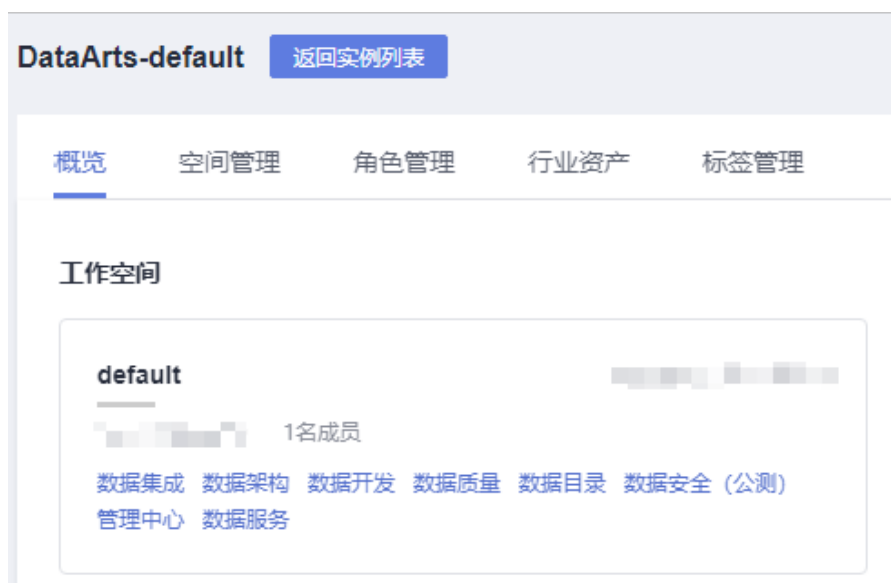 DataArts-default 返回实例列表
概览 空间管理 角色管理 行业资产 标签管理
工作空间
default
1名成员
数据集成 数据架构 数据开发 数据质量 数据目录 数据安全（公测）
管理中心 数据服务